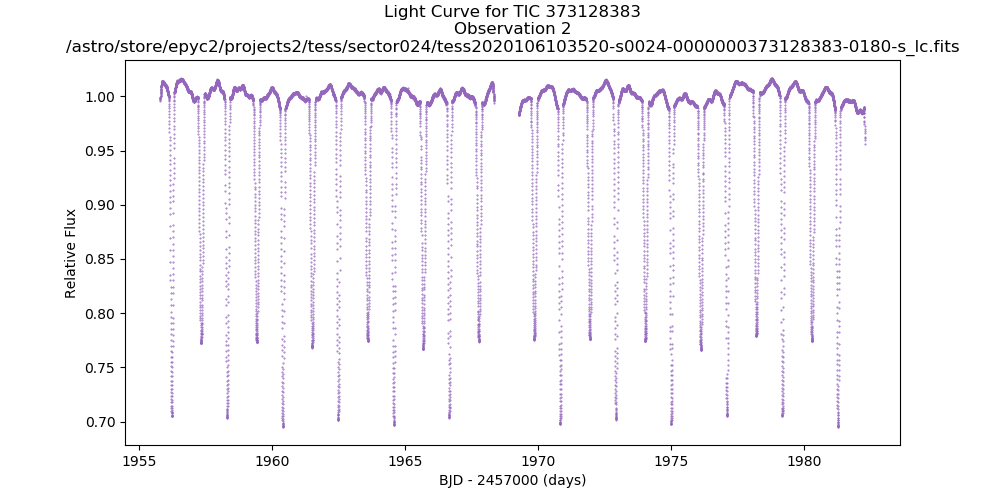 Light Curve for TIC 373128383
Observation 2
/astro/store/epyc2/projects2/tess/sector024/tess2020106103520-s0024-0000000373128383-0180-s_lc.fits
1.00
0.95
0.90
0.85
0.80
0.75
0.70
Relative Flux
1955 1960 1965 1970 1975 1980
BJD - 2457000 (days)